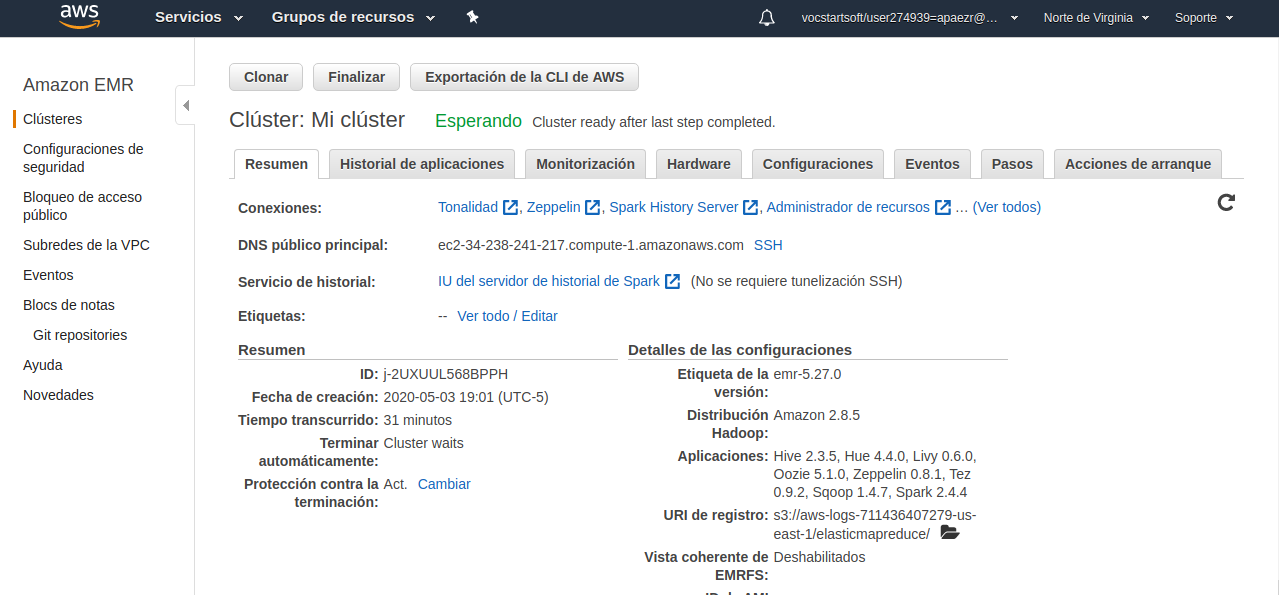 aws Servicios Grupos de recursos vocstartsoft/user274939=apaezr@... Norte de Virginia Soporte
Amazon EMR
Clústeres
Configuraciones de
seguridad
Bloqueo de acceso
público
Subredes de la VPC
Eventos
Blocs de notas
Git repositories
Ayuda
Novedades
Clonar Finalizar Exportación de la CLI de AWS
Clúster: Mi clúster Esperando Cluster ready after last step completed.
Resumen Historial de aplicaciones Monitorización Hardware Configuraciones Eventos Pasos Acciones de arranque
Conexiones: Tonalidad, Zeppelin, Spark History Server, Administrador de recursos ... (Ver todos)
DNS público principal: ec2-34-238-241-217.compute-1.amazonaws.com SSH
Servicio de historial: IU del servidor de historial de Spark (No se requiere tunelización SSH)
Etiquetas: -- Ver todo / Editar
Resumen
ID: j-2UXUUL568BPPH
Fecha de creación: 2020-05-03 19:01 (UTC-5)
Tiempo transcurrido: 31 minutos
Terminar Cluster waits
automáticamente:
Protección contra la Act. Cambiar
terminación:
Detalles de las configuraciones
Etiqueta de la emr-5.27.0
versión:
Distribución Amazon 2.8.5
Hadoop:
Aplicaciones: Hive 2.3.5, Hue 4.4.0, Livy 0.6.0,
Oozie 5.1.0, Zeppelin 0.8.1, Tez
0.9.2, Sqoop 1.4.7, Spark 2.4.4
URI de registro: s3://aws-logs-711436407279-us-
east-1/elasticmapreduce/
Vista coherente de Deshabilitados
EMRFS: